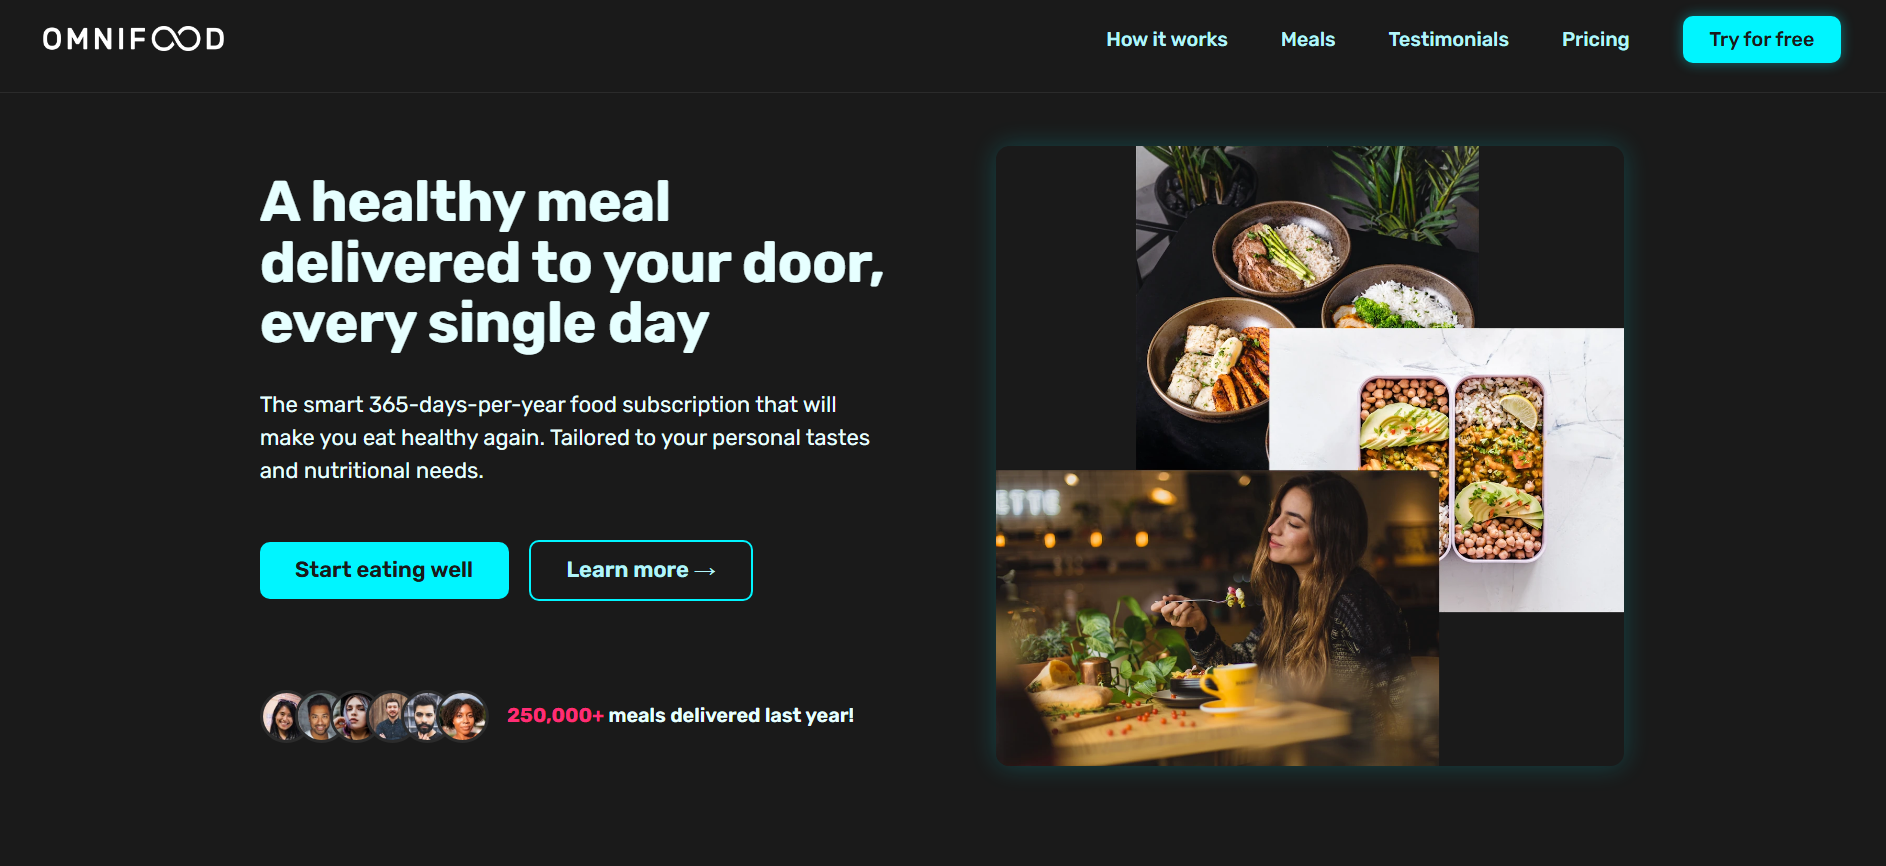 OMNIFOOD
How it works
Meals
Testimonials
Pricing
Try for free
A healthy meal
delivered to your door,
every single day
The smart 365-days-per-year food subscription that will
make you eat healthy again. Tailored to your personal tastes
and nutritional needs.
Start eating well
Learn more →
250,000+ meals delivered last year!
ETTE